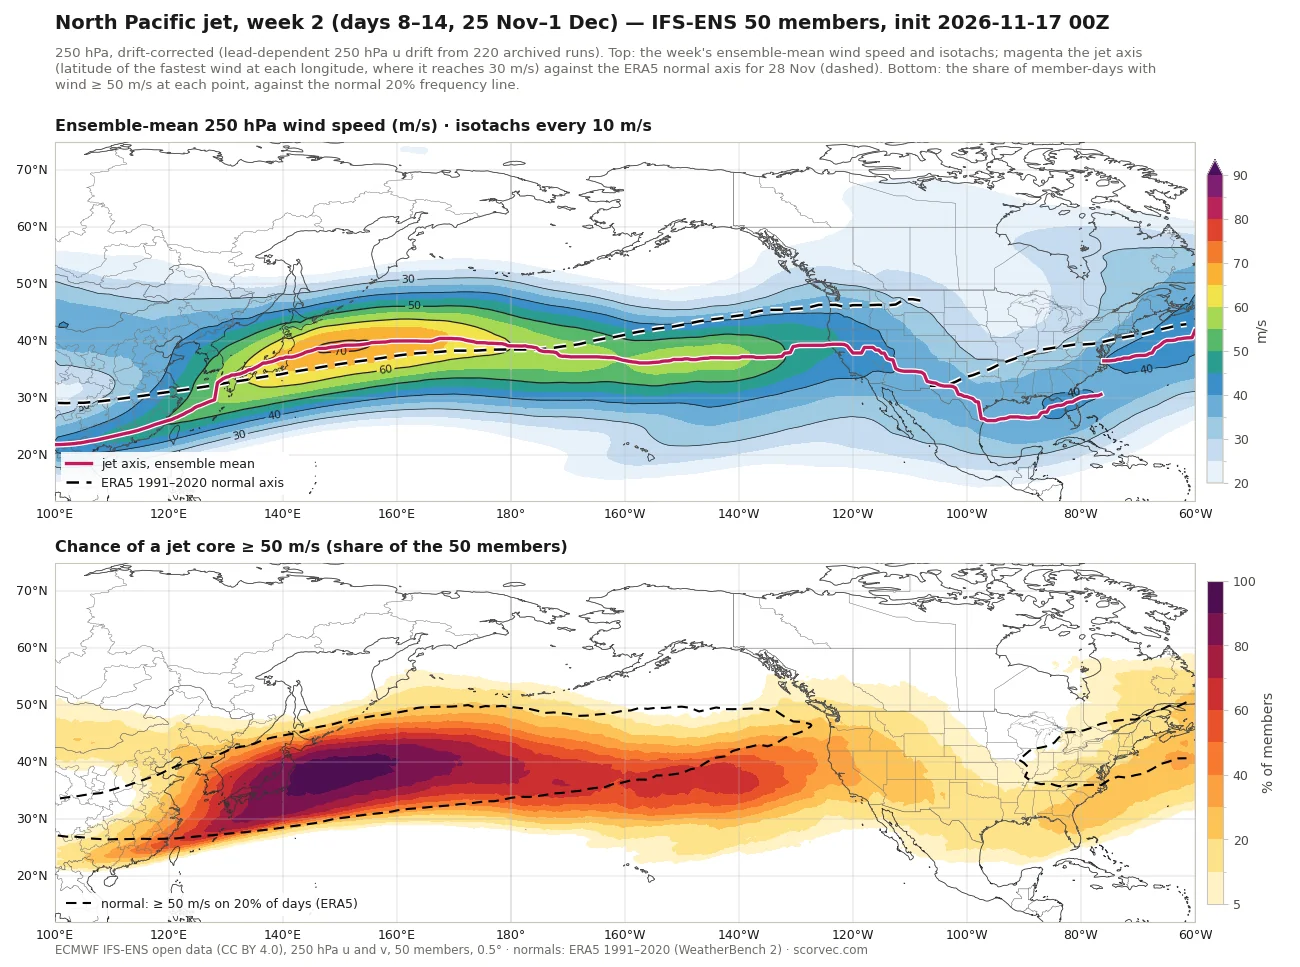 North Pacific jet, week 2 (days 8–14, 25 Nov–1 Dec) — IFS-ENS 50 members, init 2026-11-17 00Z
250 hPa, drift-corrected (lead-dependent 250 hPa u drift from 220 archived runs). Top: the week's ensemble-mean wind speed and isotachs; magenta the jet axis
(latitude of the fastest wind at each longitude, where it reaches 30 m/s) against the ERA5 normal axis for 28 Nov (dashed). Bottom: the share of member-days with
wind ≥ 50 m/s at each point, against the normal 20% frequency line.
Ensemble-mean 250 hPa wind speed (m/s) · isotachs every 10 m/s
70°N
60°N
50°N
40°N
30°N
20°N
30
50
70
60
40
30
40
40
jet axis, ensemble mean
ERA5 1991–2020 normal axis
100°E 120°E 140°E 160°E 180° 160°W 140°W 120°W 100°W 80°W 60°W
90
80
70
60
50
40
30
20
m/s
Chance of a jet core ≥ 50 m/s (share of the 50 members)
70°N
60°N
50°N
40°N
30°N
20°N
normal: ≥ 50 m/s on 20% of days (ERA5)
100°E 120°E 140°E 160°E 180° 160°W 140°W 120°W 100°W 80°W 60°W
100
80
60
40
20
5
% of members
ECMWF IFS-ENS open data (CC BY 4.0), 250 hPa u and v, 50 members, 0.5° · normals: ERA5 1991–2020 (WeatherBench 2) · scorvec.com